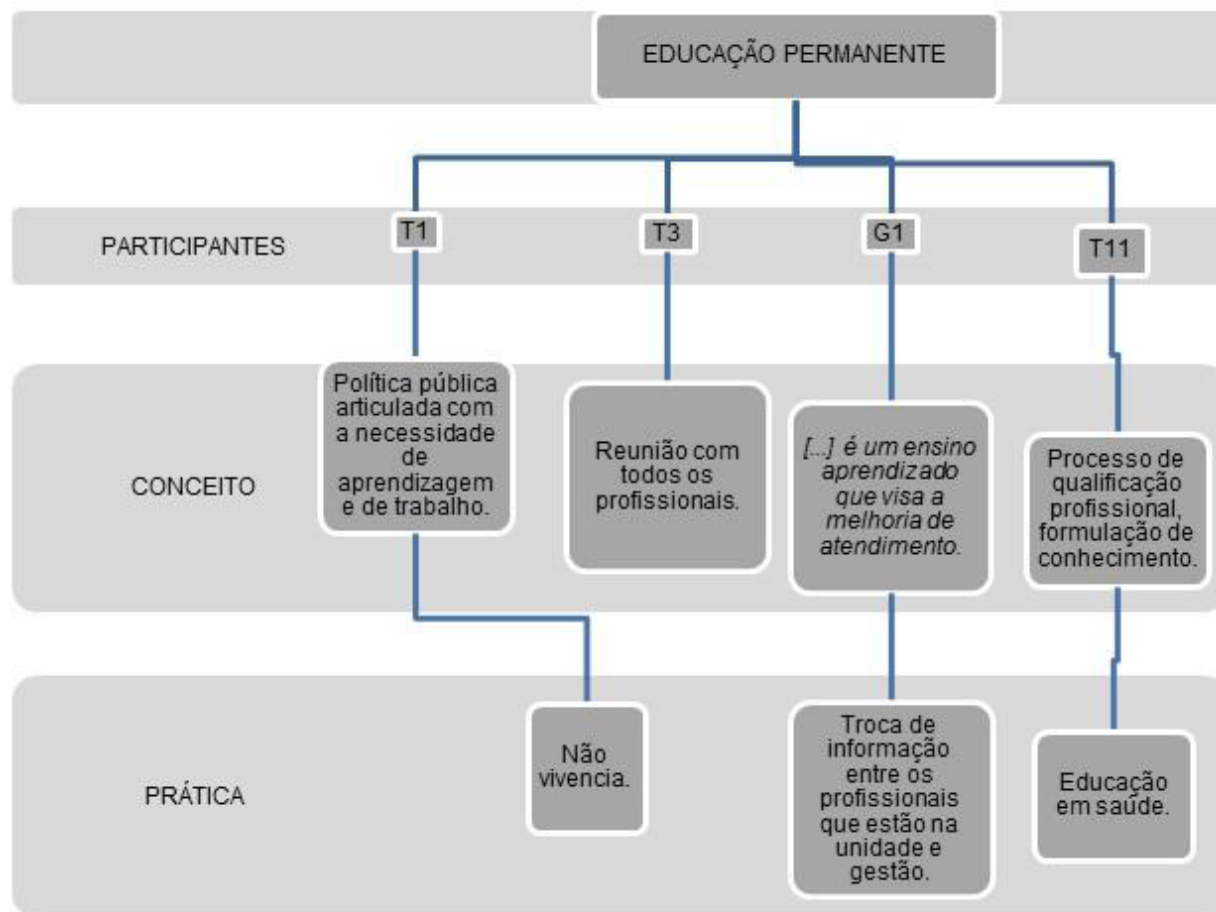 EDUCAÇÃO PERMANENTE
PARTICIPANTES
T1
T3
G1
T11
CONCEITO
Política pública
articulada com
a necessidade
de
aprendizagem
e de trabalho.
Reunião com
todos os
profissionais.
[...] é um ensino
aprendizado
que visa a
melhoria de
atendimento.
Processo de
qualificação
profissional,
formulação de
conhecimento.
PRÁTICA
Não
vivencia.
Troca de
informação
entre os
profissionais
que estão na
unidade e
gestão.
Educação
em saúde.